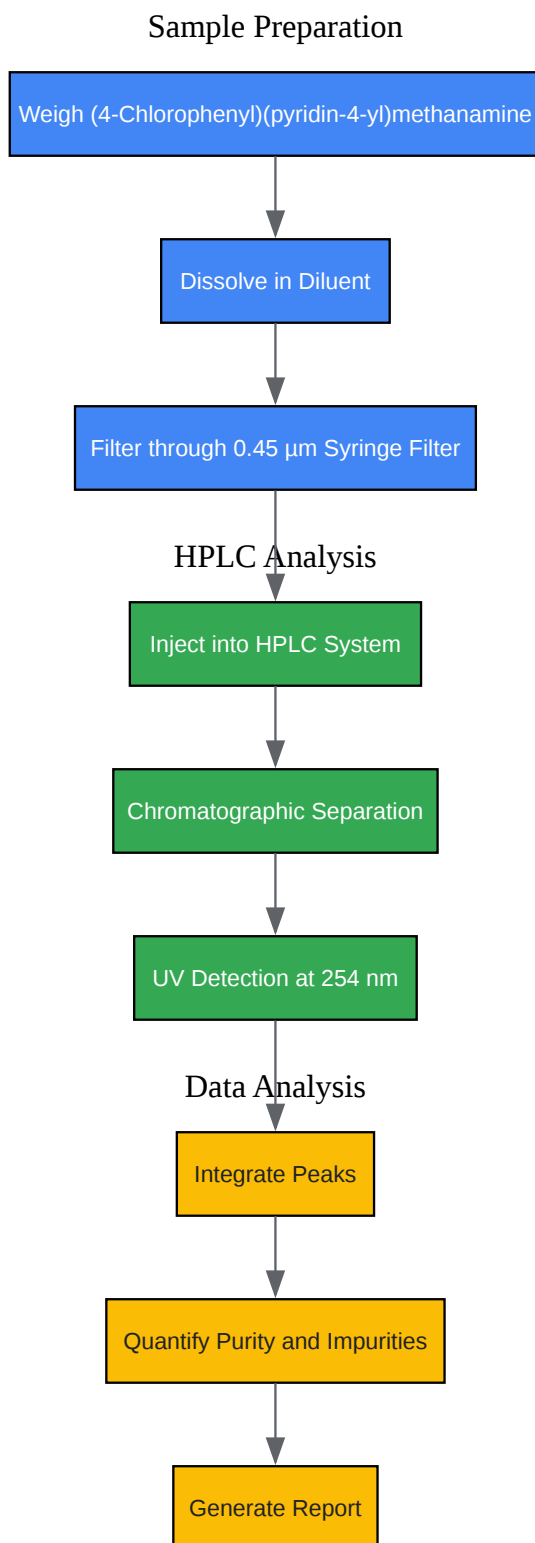 Sample Preparation
Weigh (4-Chlorophenyl)(pyridin-4-yl)methanamine
Dissolve in Diluent
Filter through 0.45 µm Syringe Filter
HPLC Analysis
Inject into HPLC System
Chromatographic Separation
UV Detection at 254 nm
Data Analysis
Integrate Peaks
Quantify Purity and Impurities
Generate Report